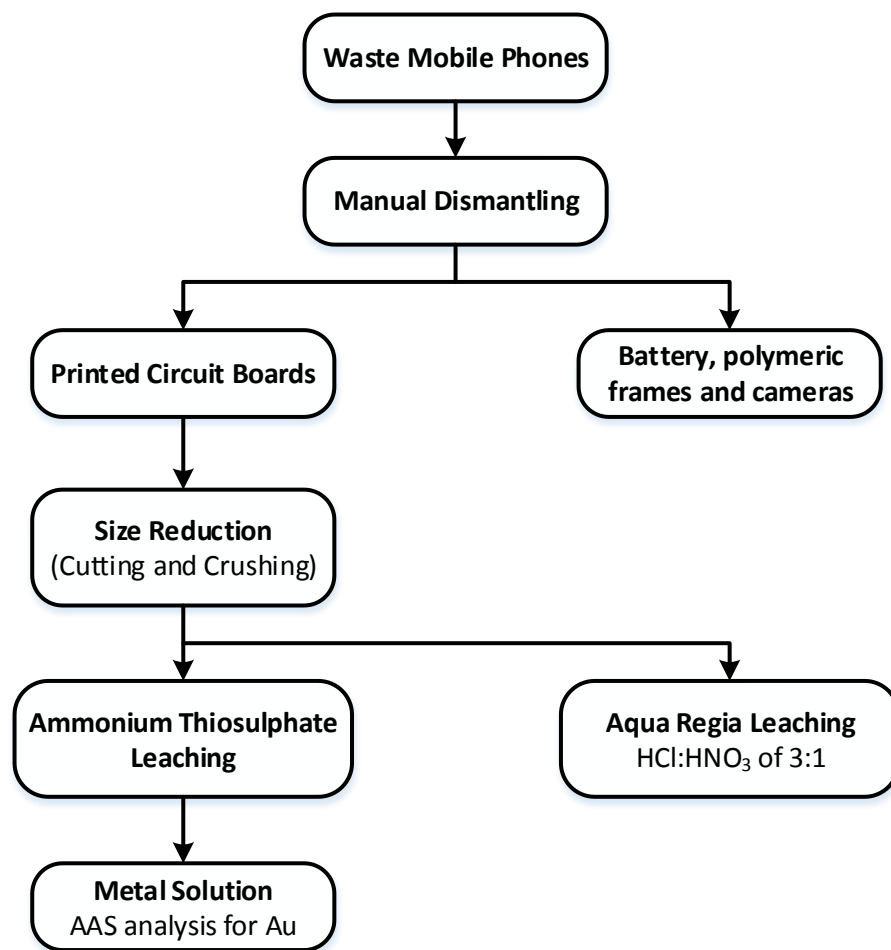 Waste Mobile Phones
Manual Dismantling
Printed Circuit Boards
Battery, polymeric
frames and cameras
Size Reduction
(Cutting and Crushing)
Ammonium Thiosulphate
Leaching
Aqua Regia Leaching
HCl:HNO₃ of 3:1
Metal Solution
AAS analysis for Au